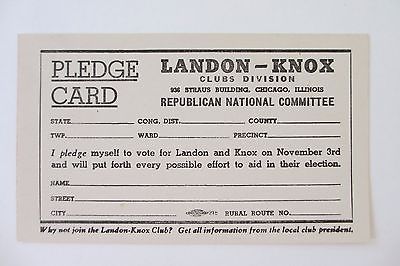 PLEDGE
CARD
LANDON - KNOX
CLUBS DIVISION
936 STRAUS BUILDING, CHICAGO, ILLINOIS
REPUBLICAN NATIONAL COMMITTEE
STATE CONG. DIST. COUNTY
TWP. WARD PRECINCT
I pledge myself to vote for Landon and Knox on November 3rd
and will put forth every possible effort to aid in their election.
NAME
STREET
CITY RURAL ROUTE NO.
Why not join the Landon-Knox Club? Get all information from the local club president.